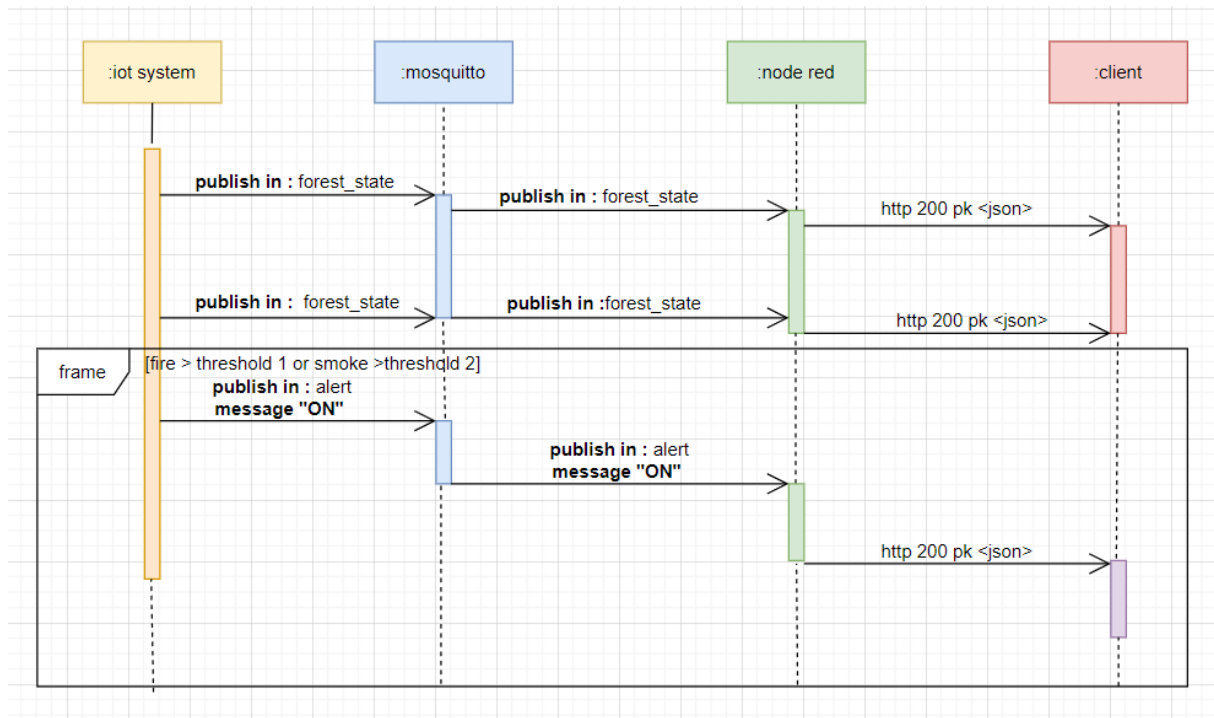 :iot system
:mosquitto
:node red
:client
publish in : forest_state
publish in : forest_state
http 200 pk <json>
publish in :  forest_state
publish in :forest_state
http 200 pk <json>
frame
[fire > threshold 1 or smoke >threshold 2]
publish in : alert
message "ON"
publish in : alert
message "ON"
http 200 pk <json>